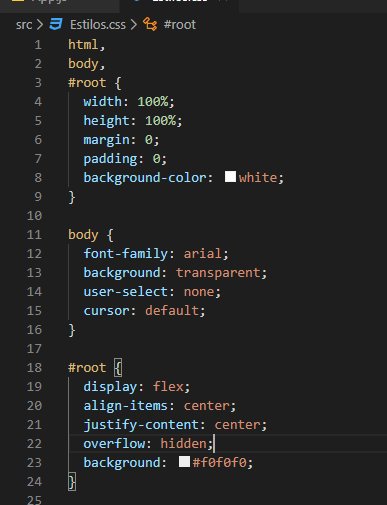 src > Estilos.css > #root
1 html,
2 body,
3 #root {
4 width: 100%;
5 height: 100%;
6 margin: 0;
7 padding: 0;
8 background-color: white;
9 }
10
11 body {
12 font-family: arial;
13 background: transparent;
14 user-select: none;
15 cursor: default;
16 }
17
18 #root {
19 display: flex;
20 align-items: center;
21 justify-content: center;
22 overflow: hidden;
23 background: #f0f0f0;
24 }
25